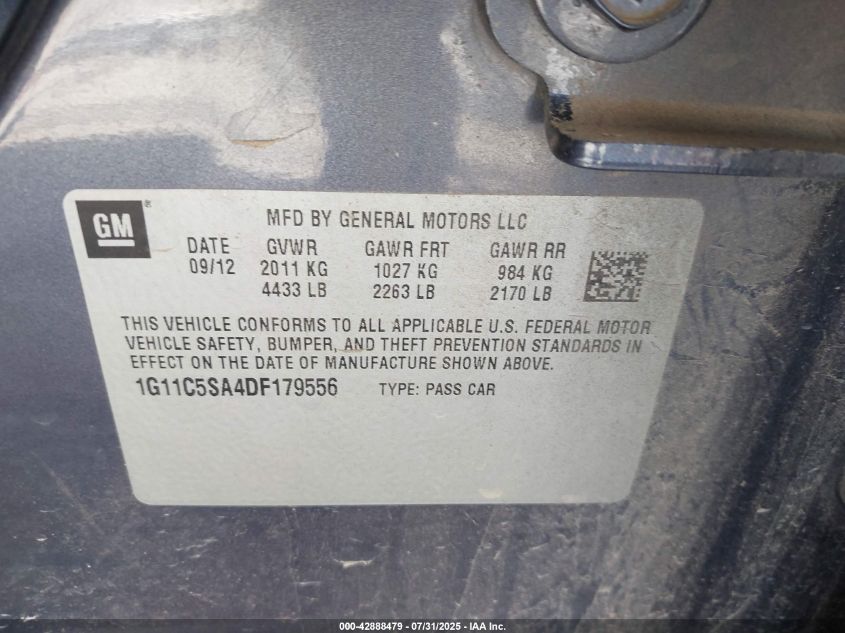 GM
MFD BY GENERAL MOTORS LLC
DATE GVWR GAWR FRT GAWR RR
09/12 2011 KG 1027 KG 984 KG
4433 LB 2263 LB 2170 LB
THIS VEHICLE CONFORMS TO ALL APPLICABLE U.S. FEDERAL MOTOR
VEHICLE SAFETY, BUMPER, AND THEFT PREVENTION STANDARDS IN
EFFECT ON THE DATE OF MANUFACTURE SHOWN ABOVE.
1G11C5SA4DF179556 TYPE: PASS CAR
000-42888479 - 07/31/2025 - IAA Inc.